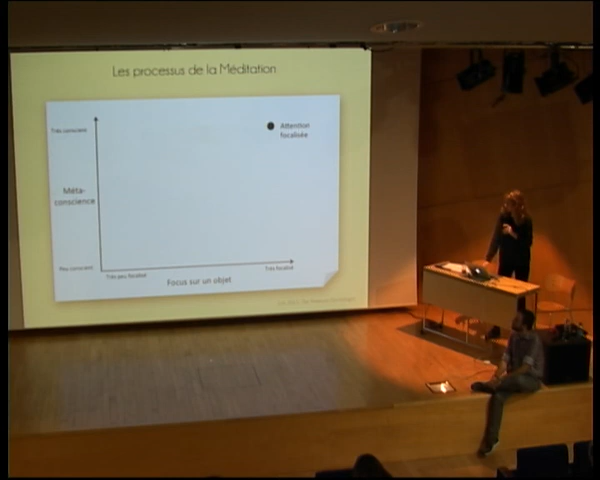 Les processus de la Méditation
Très conscient
Attention
focalisée
Méta-
conscience
Peu conscient
Très peu focalisé
Très focalisé
Focus sur un objet